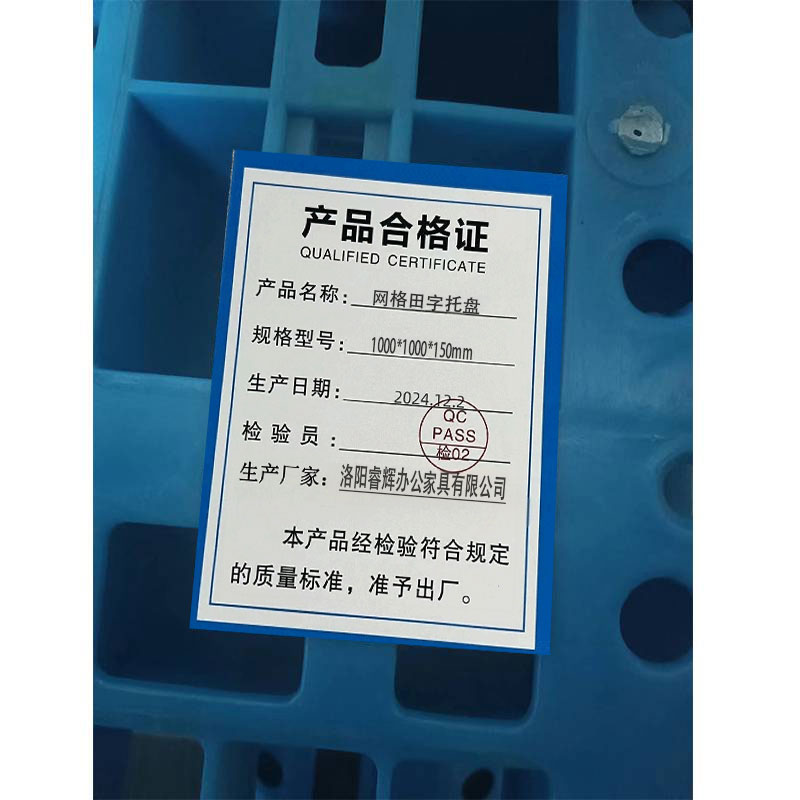 产品合格证
QUALIFIED CERTIFICATE
产品名称：网格田字托盘
规格型号：1000*1000*150mm
生产日期：2024.12.2
QC
PASS
检验员：检02
生产厂家：洛阳睿辉办公家具有限公司
本产品经检验符合规定
的质量标准，准予出厂。